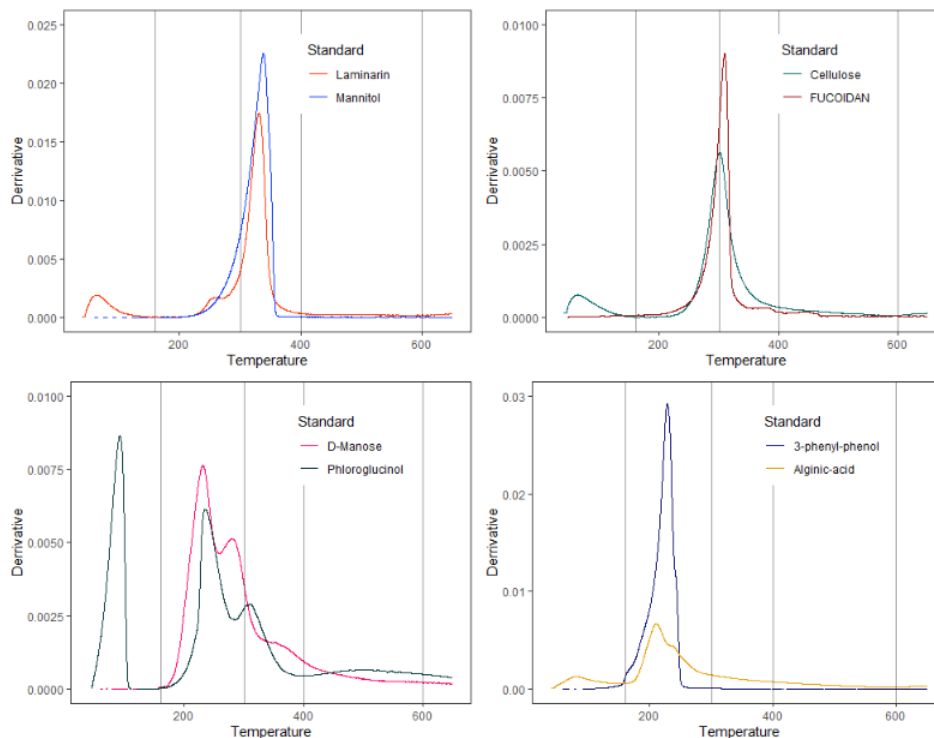 0.025
0.020
0.015
0.010
0.005
0.000
Derrivative
Standard
Laminarin
Mannitol
200
400
600
Temperature
0.0100
0.0075
0.0050
0.0025
0.0000
Derrivative
Standard
Cellulose
FUCOIDAN
200
400
600
Temperature
0.0100
0.0075
0.0050
0.0025
0.0000
Derrivative
Standard
D-Manose
Phloroglucinol
200
400
600
Temperature
0.03
0.02
0.01
0.00
Derrivative
Standard
3-phenyl-phenol
Alginic-acid
200
400
600
Temperature